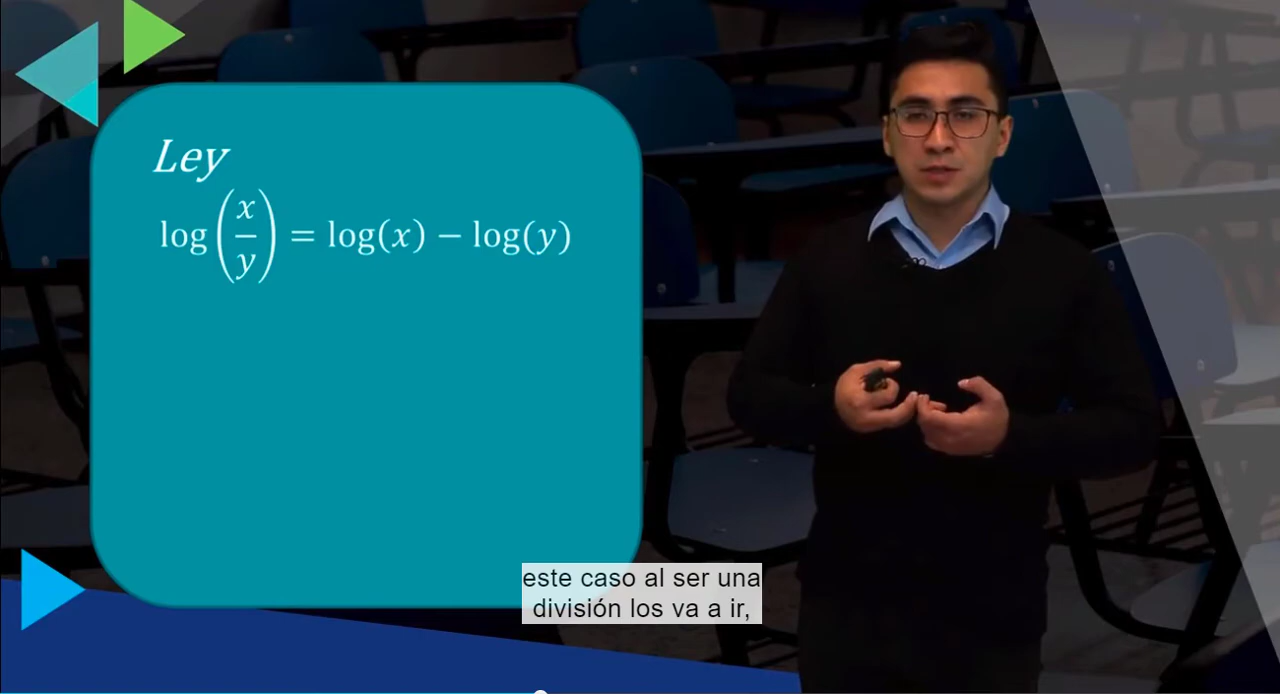 Ley
log(x/y) = log(x) − log(y)
este caso al ser una
división los va a ir,